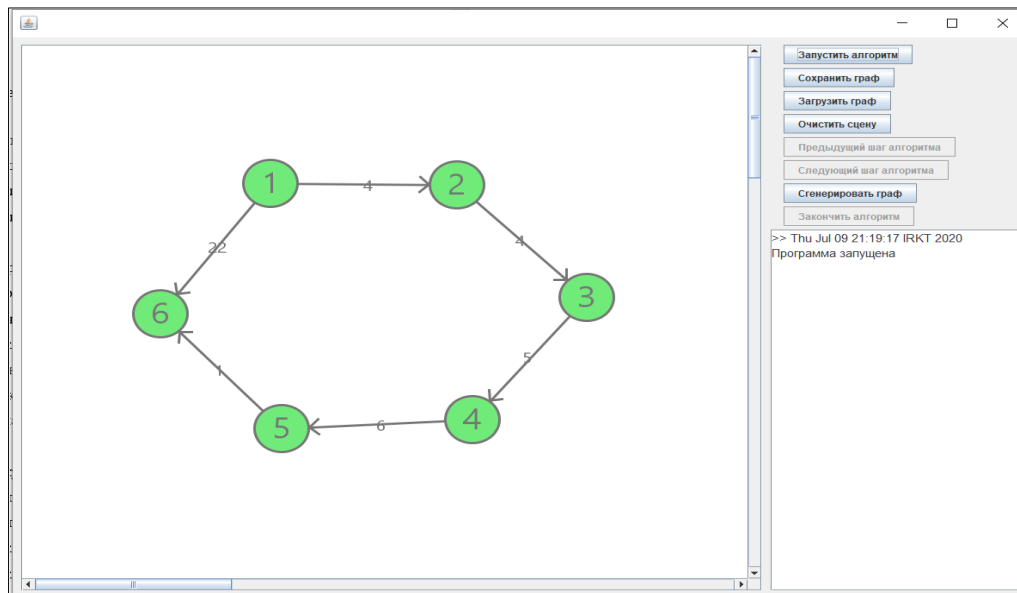 Запустить алгоритм
Сохранить граф
Загрузить граф
Очистить сцену
Предыдущий шаг алгоритма
Следующий шаг алгоритма
Сгенерировать граф
Закончить алгоритм
>> Thu Jul 09 21:19:17 IRKT 2020
Программа запущена
1
4
2
4
22
3
6
5
1
4
6
5